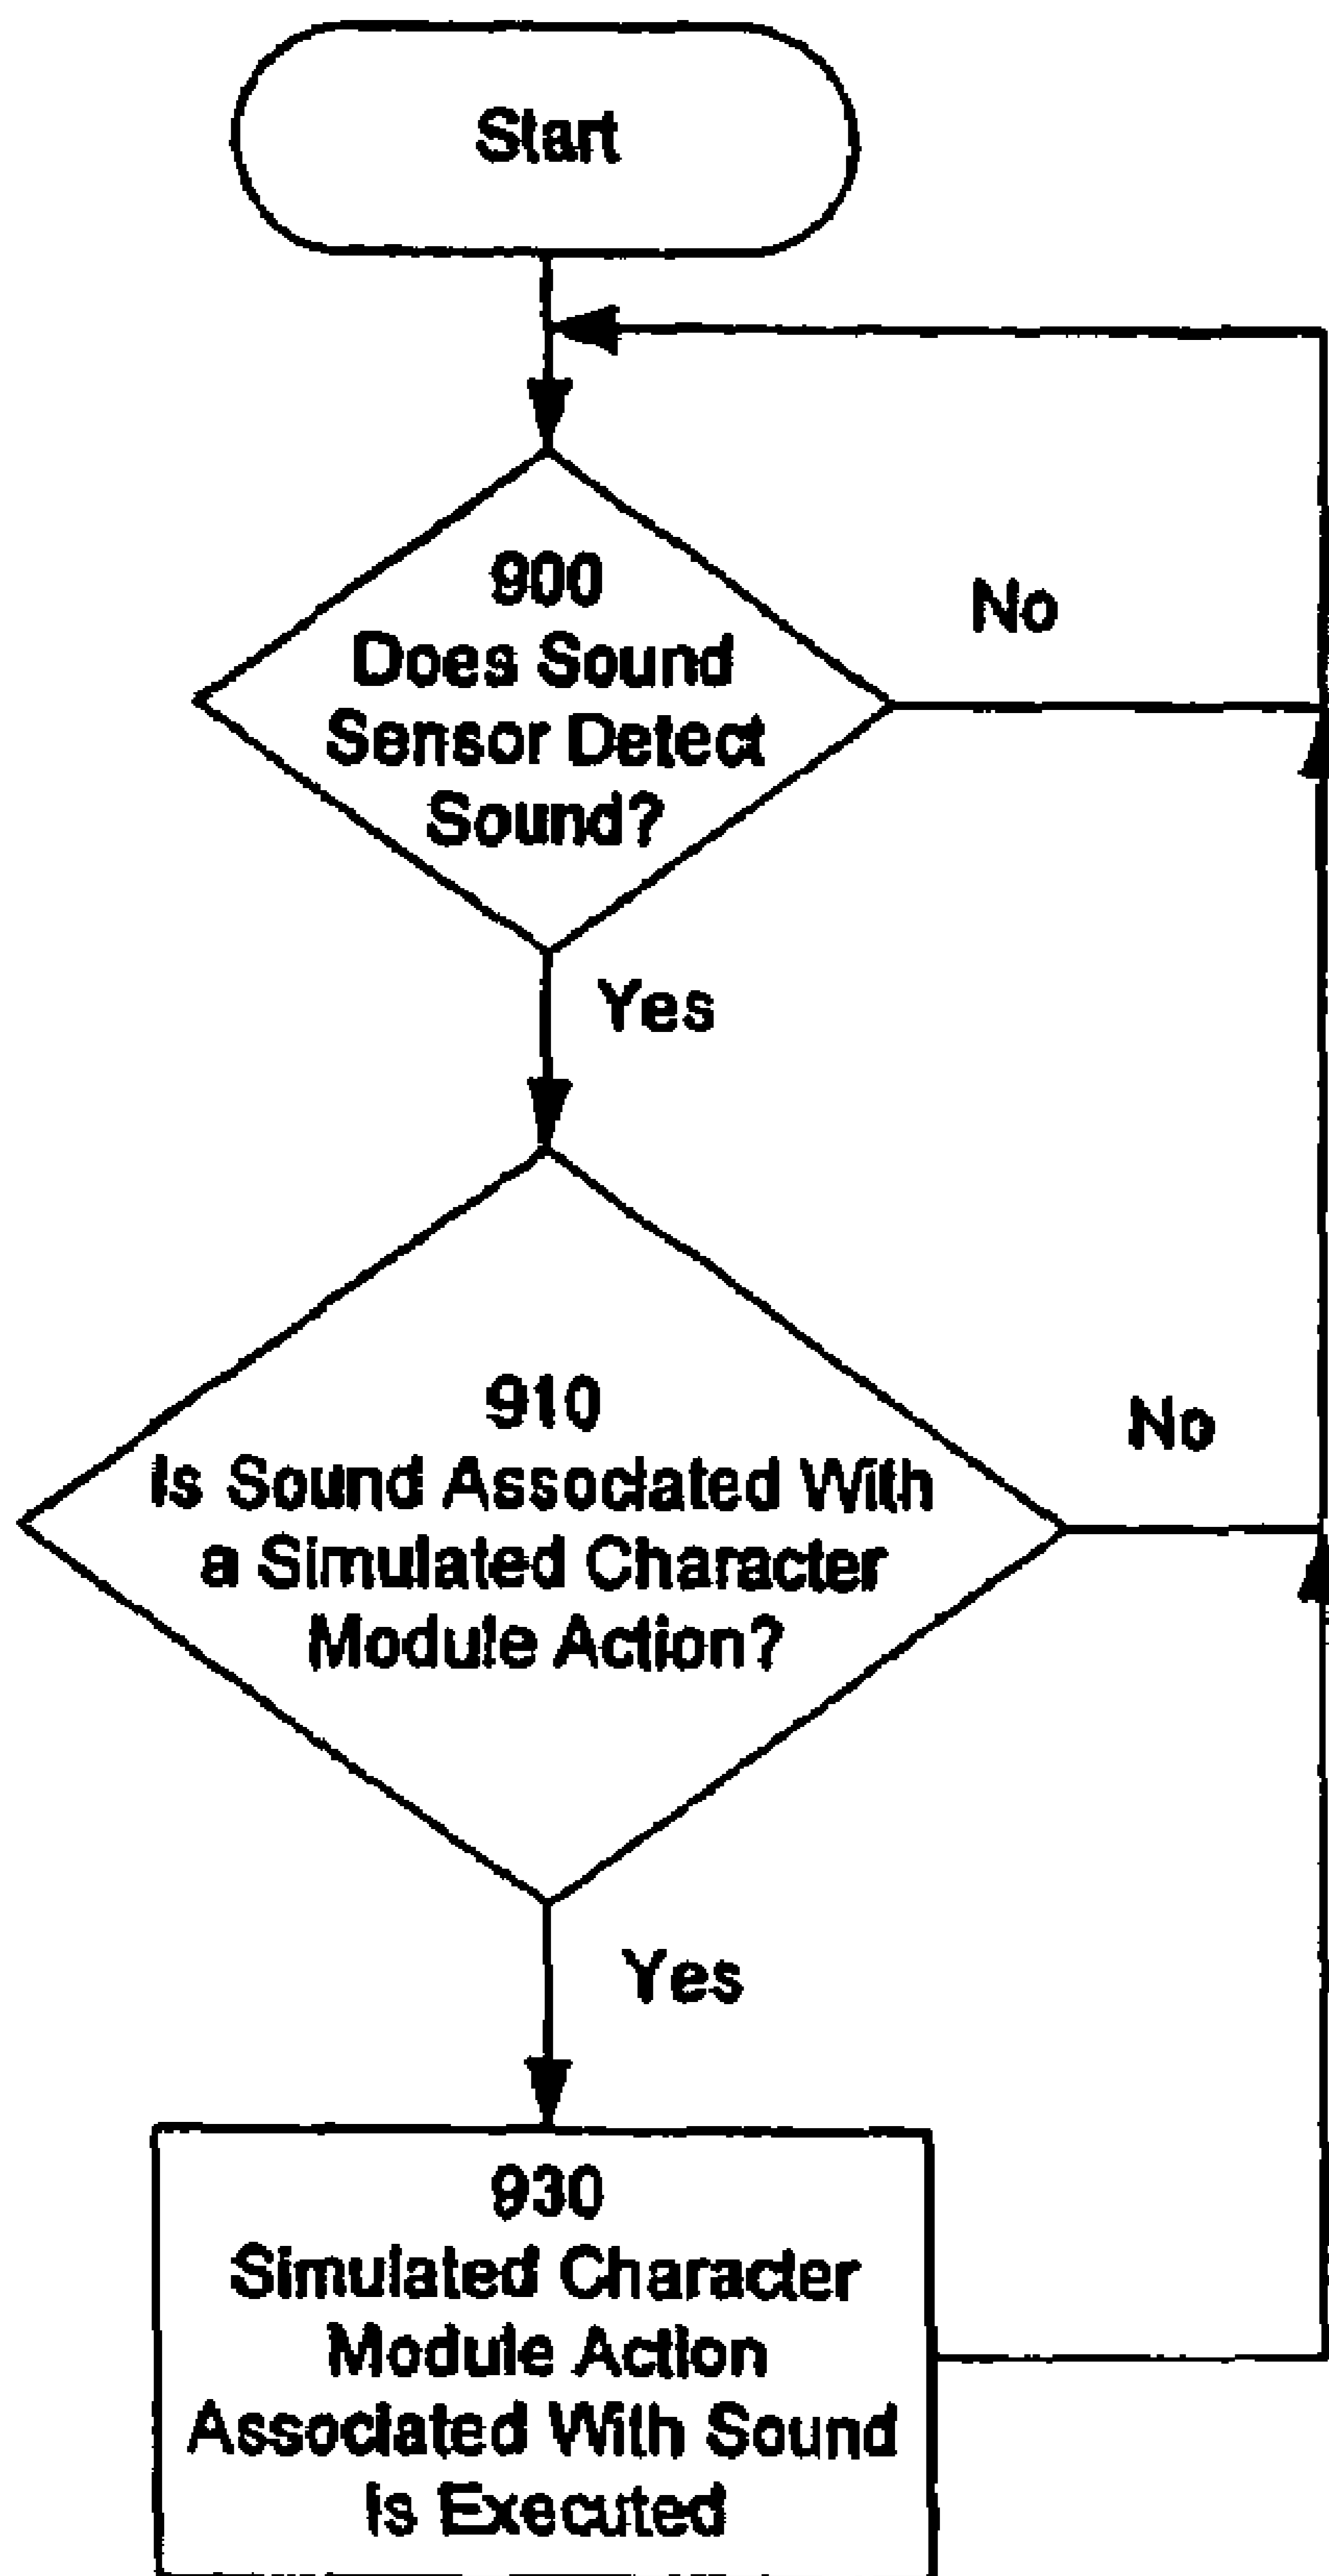 Start
900
Does Sound
Sensor Detect
Sound?
No
Yes
910
Is Sound Associated With
a Simulated Character
Module Action?
No
Yes
930
Simulated Character
Module Action
Associated With Sound
Is Executed